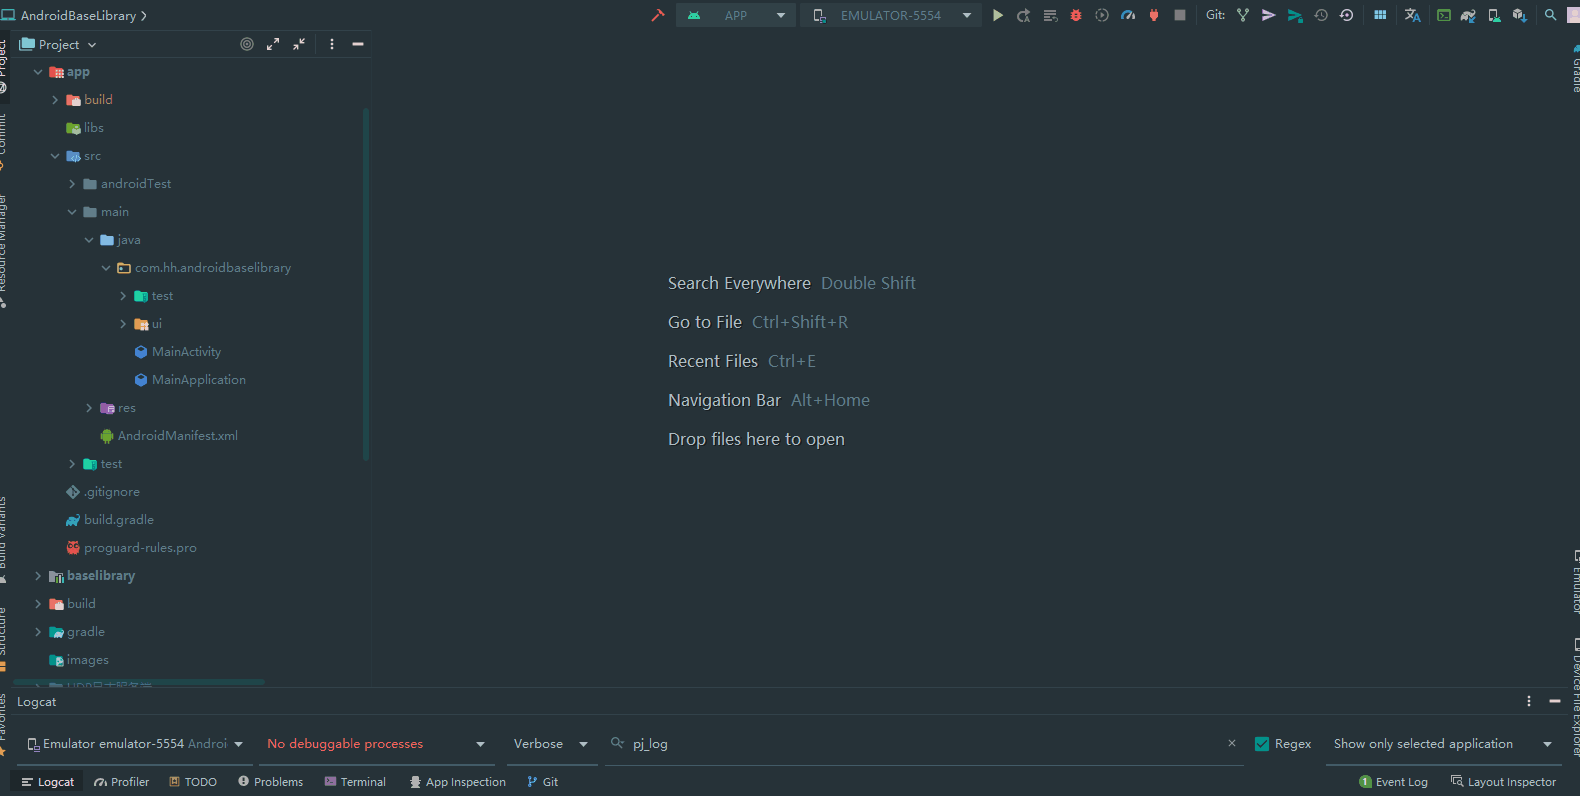 AndroidBaseLibrary
APP
EMULATOR-5554
Git:
Project
Project
Commit
Resource Manager
Build Variants
Structure
Favorites
app
build
libs
src
androidTest
main
java
com.hh.androidbaselibrary
test
ui
MainActivity
MainApplication
res
AndroidManifest.xml
test
.gitignore
build.gradle
proguard-rules.pro
baselibrary
build
gradle
images
Search Everywhere Double Shift
Go to File Ctrl+Shift+R
Recent Files Ctrl+E
Navigation Bar Alt+Home
Drop files here to open
Gradle
Emulator
Device File Explorer
Logcat
Emulator emulator-5554 Androi
No debuggable processes
Verbose
pj_log
Regex
Show only selected application
Logcat
Profiler
TODO
Problems
Terminal
App Inspection
Git
1 Event Log
Layout Inspector